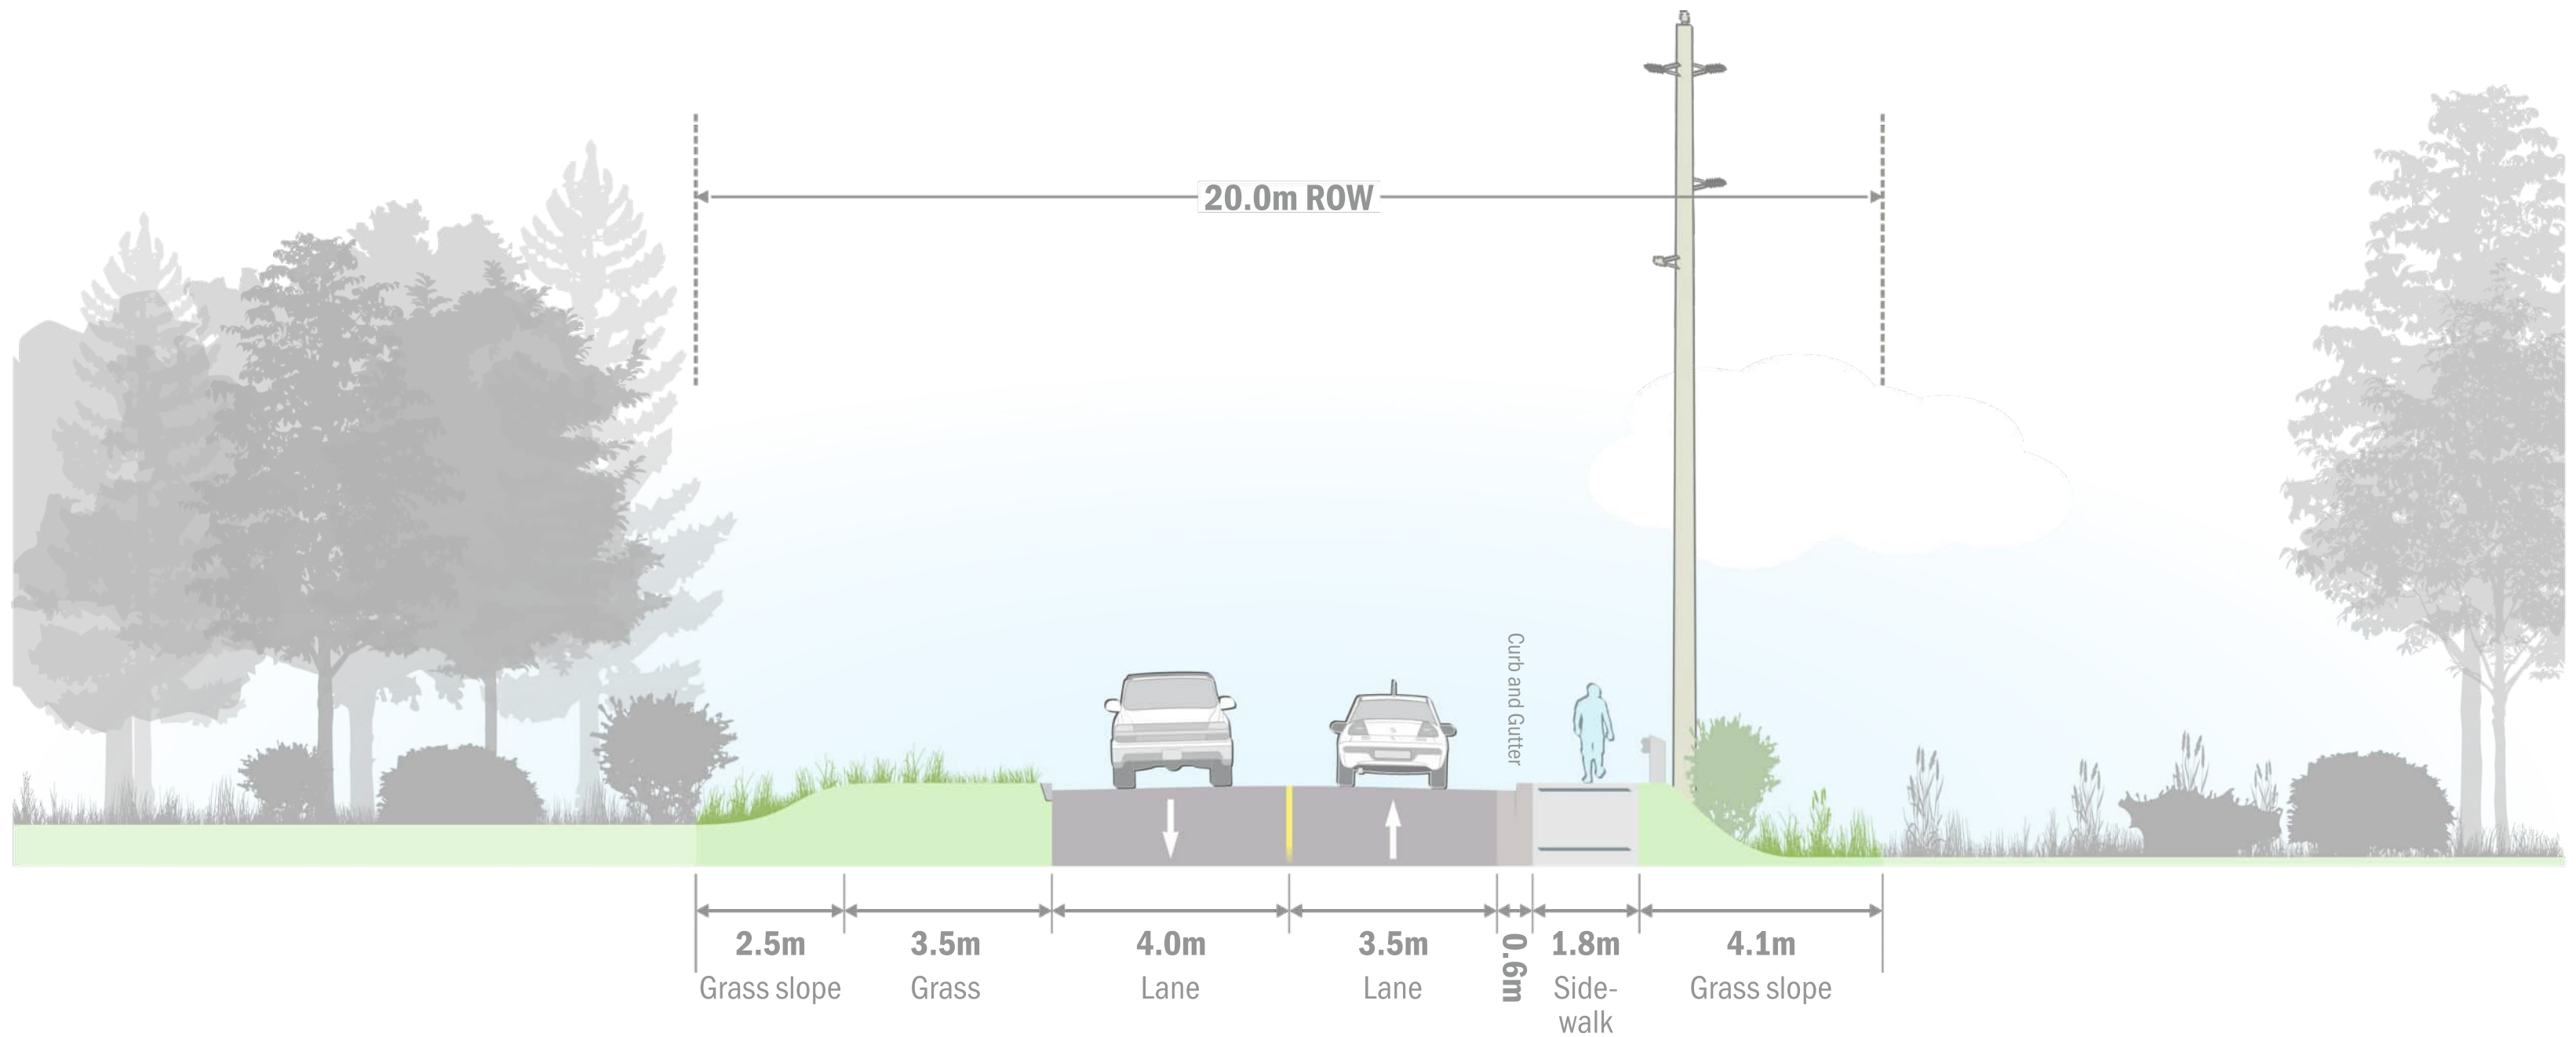 20.0m ROW
Curb and Gutter
2.5m
Grass slope
3.5m
Grass
4.0m
Lane
3.5m
Lane
0.6m
1.8m
Side-
walk
4.1m
Grass slope